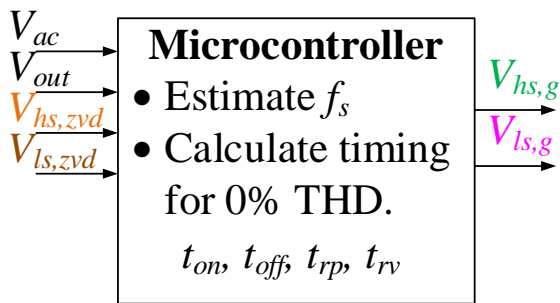 V_ac
V_out
V_hs,zvd
V_ls,zvd
Microcontroller
• Estimate f_s
• Calculate timing
for 0% THD.
t_on, t_off, t_rp, t_rv
V_hs,g
V_ls,g